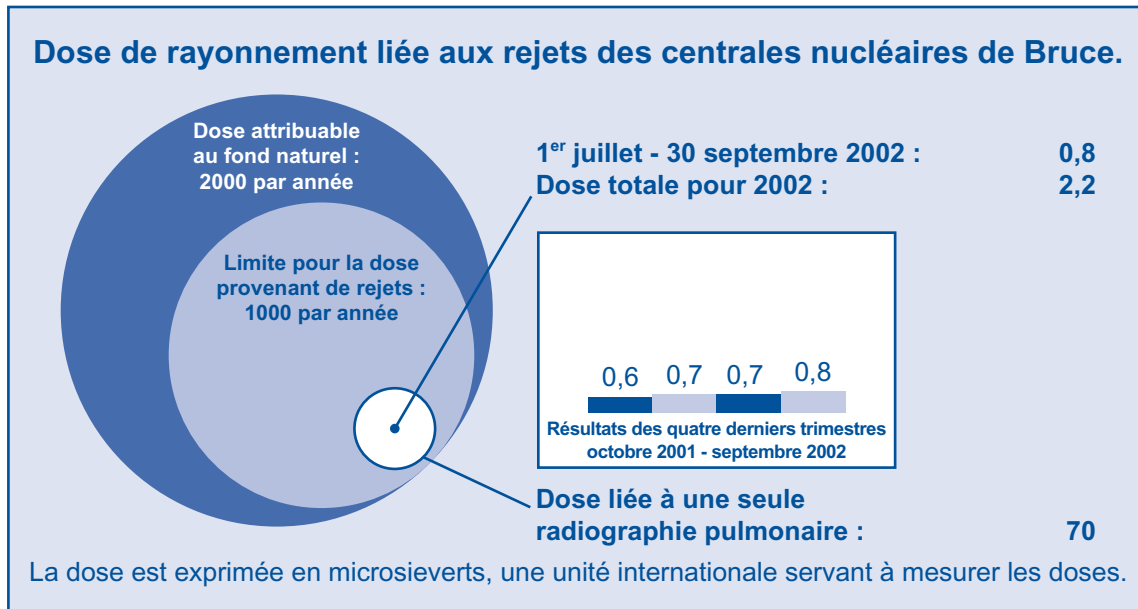 Dose de rayonnement liée aux rejets des centrales nucléaires de Bruce.
Dose attribuable
au fond naturel :
2000 par année
Limite pour la dose
provenant de rejets :
1000 par année
1er juillet - 30 septembre 2002 : 0,8
Dose totale pour 2002 : 2,2
0,6 0,7 0,7 0,8
Résultats des quatre derniers trimestres
octobre 2001 - septembre 2002
Dose liée à une seule
radiographie pulmonaire : 70
La dose est exprimée en microsieverts, une unité internationale servant à mesurer les doses.